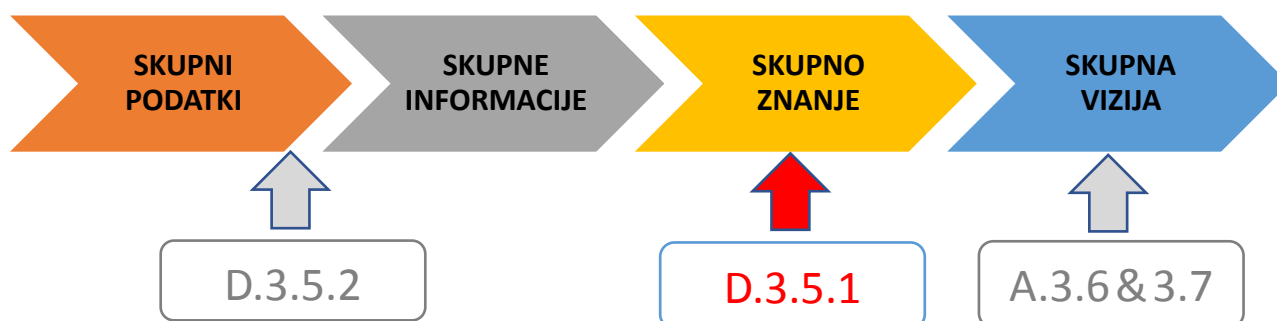 SKUPNI
PODATKI
SKUPNE
INFORMACIJE
SKUPNO
ZNANJE
SKUPNA
VIZIJA
D.3.5.2
D.3.5.1
A.3.6 & 3.7